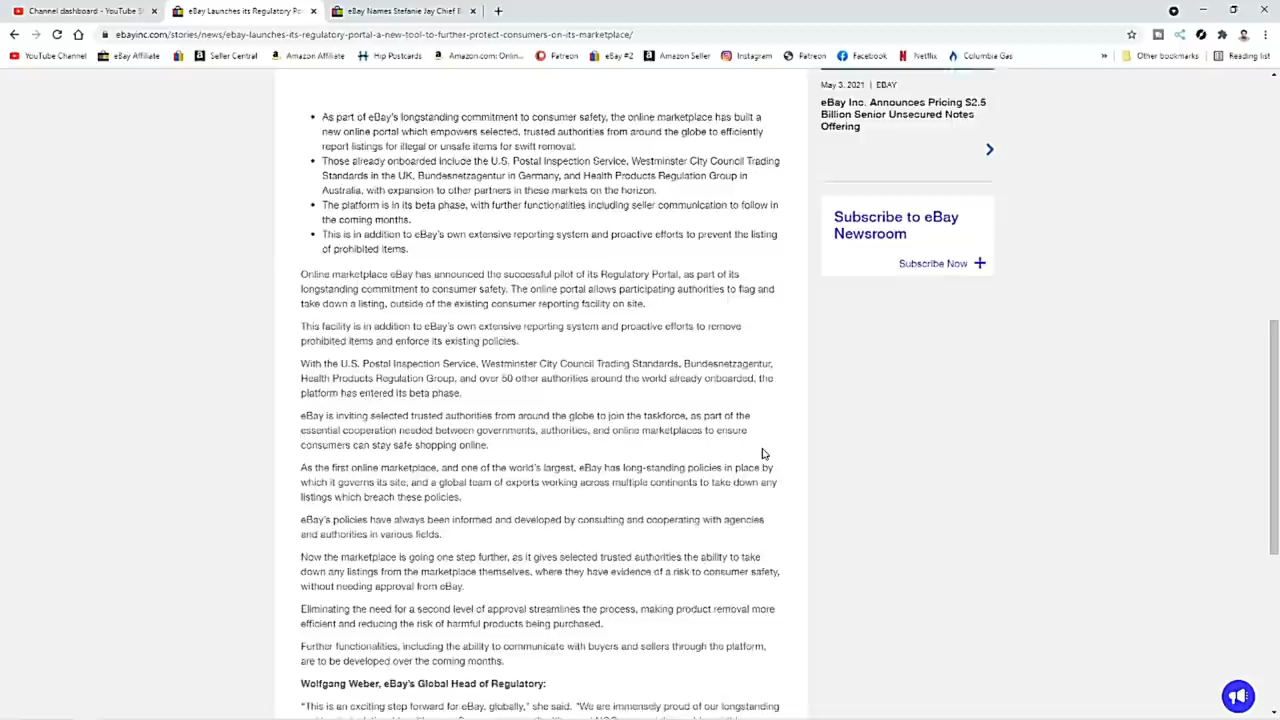 Channel dashboard - YouTube S
eBay Launches its Regulatory Po
eBay Names Stefanie Jay Chief B
ebayinc.com/stories/news/ebay-launches-its-regulatory-portal-a-new-tool-to-further-protect-consumers-on-its-marketplace/
YouTube Channel
eBay Affiliate
Seller Central
Amazon Affiliate
Hip Postcards
Amazon.com: Onlin...
Patreon
eBay #2
Amazon Seller
Instagram
Patreon
Facebook
Netflix
Columbia Gas
»
Other bookmarks
Reading list
• As part of eBay's longstanding commitment to consumer safety, the online marketplace has built a
new online portal which empowers selected, trusted authorities from around the globe to efficiently
report listings for illegal or unsafe items for swift removal.
• Those already onboarded include the U.S. Postal Inspection Service, Westminster City Council Trading
Standards in the UK, Bundesnetzagentur in Germany, and Health Products Regulation Group in
Australia, with expansion to other partners in these markets on the horizon.
• The platform is in its beta phase, with further functionalities including seller communication to follow in
the coming months.
• This is in addition to eBay's own extensive reporting system and proactive efforts to prevent the listing
of prohibited items.
Online marketplace eBay has announced the successful pilot of its Regulatory Portal, as part of its
longstanding commitment to consumer safety. The online portal allows participating authorities to flag and
take down a listing, outside of the existing consumer reporting facility on site.
This facility is in addition to eBay's own extensive reporting system and proactive efforts to remove
prohibited items and enforce its existing policies.
With the U.S. Postal Inspection Service, Westminster City Council Trading Standards, Bundesnetzagentur,
Health Products Regulation Group, and over 50 other authorities around the world already onboarded, the
platform has entered its beta phase.
eBay is inviting selected trusted authorities from around the globe to join the taskforce, as part of the
essential cooperation needed between governments, authorities, and online marketplaces to ensure
consumers can stay safe shopping online.
As the first online marketplace, and one of the world's largest, eBay has long-standing policies in place by
which it governs its site, and a global team of experts working across multiple continents to take down any
listings which breach these policies.
eBay's policies have always been informed and developed by consulting and cooperating with agencies
and authorities in various fields.
Now the marketplace is going one step further, as it gives selected trusted authorities the ability to take
down any listings from the marketplace themselves, where they have evidence of a risk to consumer safety,
without needing approval from eBay.
Eliminating the need for a second level of approval streamlines the process, making product removal more
efficient and reducing the risk of harmful products being purchased.
Further functionalities, including the ability to communicate with buyers and sellers through the platform,
are to be developed over the coming months.
Wolfgang Weber, eBay's Global Head of Regulatory:
"This is an exciting step forward for eBay, globally," she said. "We are immensely proud of our longstanding
May 3, 2021 | EBAY
eBay Inc. Announces Pricing $2.5
Billion Senior Unsecured Notes
Offering
Subscribe to eBay
Newsroom
Subscribe Now +